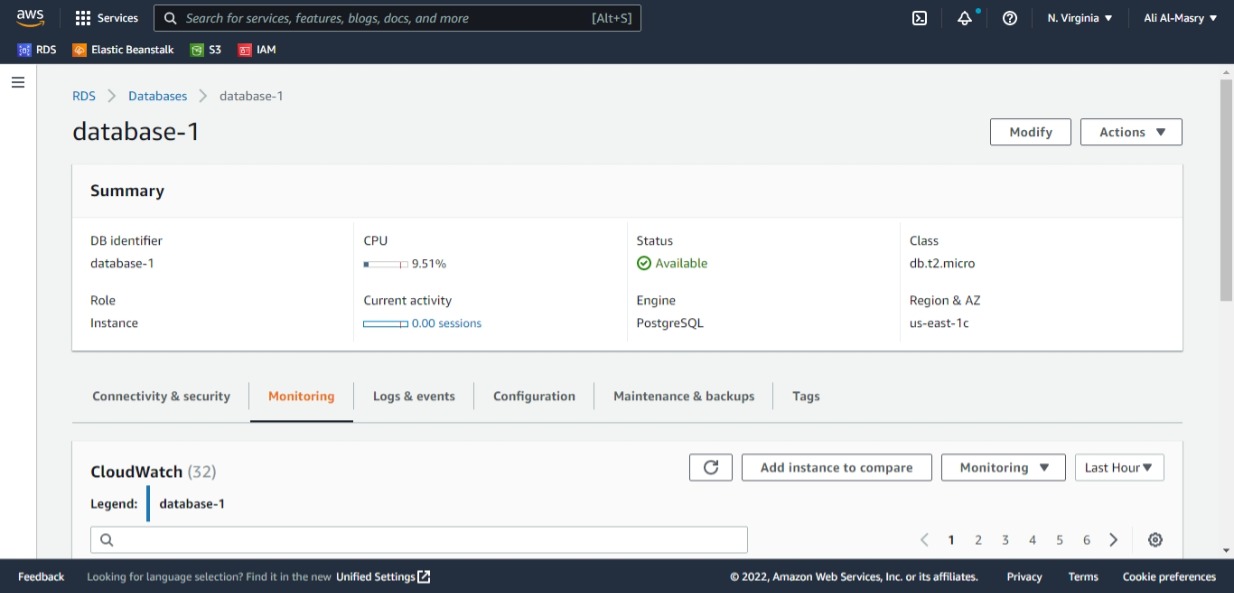 aws Services Search for services, features, blogs, docs, and more [Alt+S] N. Virginia ▼ Ali Al-Masry ▼
RDS Elastic Beanstalk S3 IAM
RDS > Databases > database-1
database-1 Modify Actions ▼
Summary
DB identifier CPU Status Class
database-1 9.51% Available db.t2.micro
Role Current activity Engine Region & AZ
Instance 0.00 sessions PostgreSQL us-east-1c
Connectivity & security Monitoring Logs & events Configuration Maintenance & backups Tags
CloudWatch (32) Add instance to compare Monitoring ▼ Last Hour▼
Legend: database-1
1 2 3 4 5 6
Feedback Looking for language selection? Find it in the new Unified Settings © 2022, Amazon Web Services, Inc. or its affiliates. Privacy Terms Cookie preferences